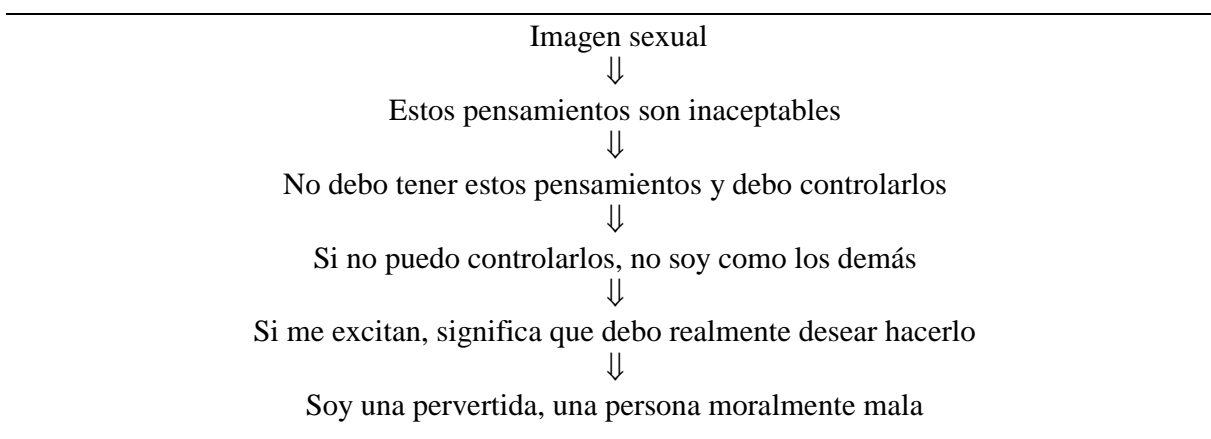 Imagen sexual
⇓
Estos pensamientos son inaceptables
⇓
No debo tener estos pensamientos y debo controlarlos
⇓
Si no puedo controlarlos, no soy como los demás
⇓
Si me excitan, significa que debo realmente desear hacerlo
⇓
Soy una pervertida, una persona moralmente mala